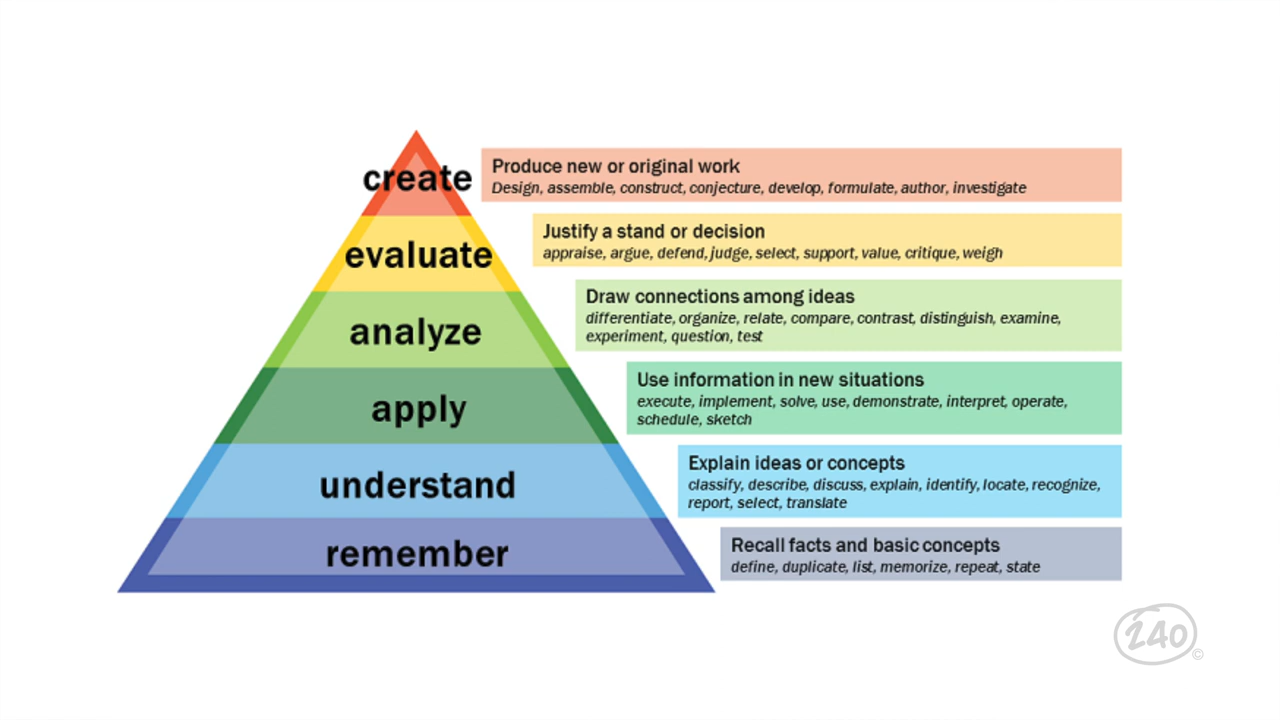 create
Produce new or original work
Design, assemble, construct, conjecture, develop, formulate, author, investigate
evaluate
Justify a stand or decision
appraise, argue, defend, judge, select, support, value, critique, weigh
analyze
Draw connections among ideas
differentiate, organize, relate, compare, contrast, distinguish, examine,
experiment, question, test
apply
Use information in new situations
execute, implement, solve, use, demonstrate, interpret, operate,
schedule, sketch
understand
Explain ideas or concepts
classify, describe, discuss, explain, identify, locate, recognize,
report, select, translate
remember
Recall facts and basic concepts
define, duplicate, list, memorize, repeat, state
240
©